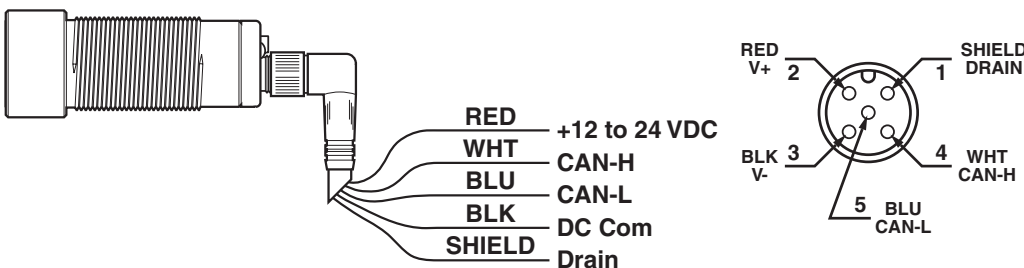 RED +12 to 24 VDC
WHT CAN-H
BLU CAN-L
BLK DC Com
SHIELD Drain
RED
V+ 2
SHIELD
1 DRAIN
BLK 3
V-
4 WHT
CAN-H
5 BLU
CAN-L